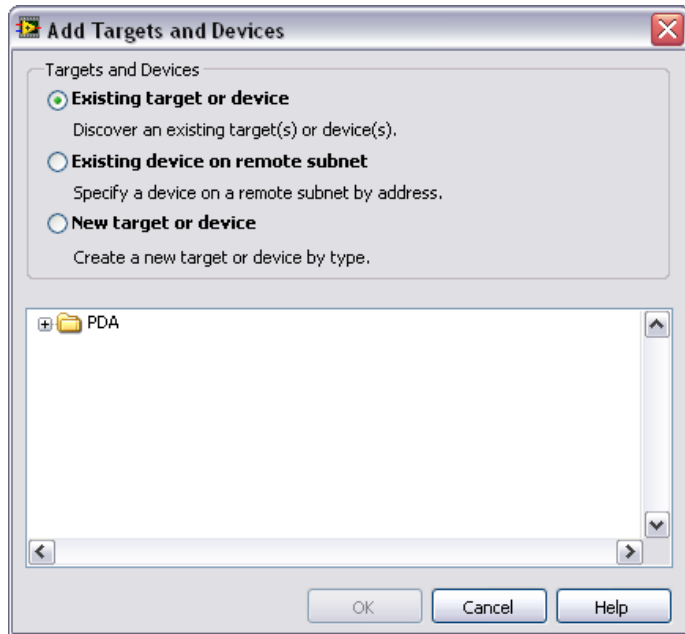 Add Targets and Devices
Targets and Devices
Existing target or device
Discover an existing target(s) or device(s).
Existing device on remote subnet
Specify a device on a remote subnet by address.
New target or device
Create a new target or device by type.
PDA
OK Cancel Help